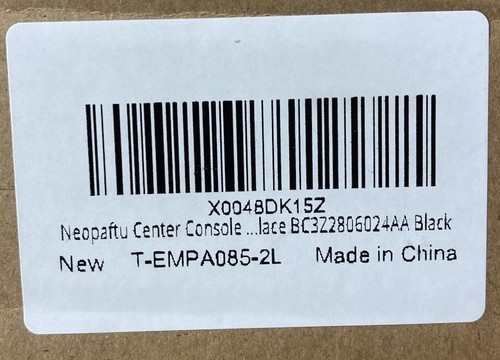 X0048DK15Z
Neopaftu Center Console ...lace BC3Z2806024AA Black
New T-EMPA085-2L Made in China